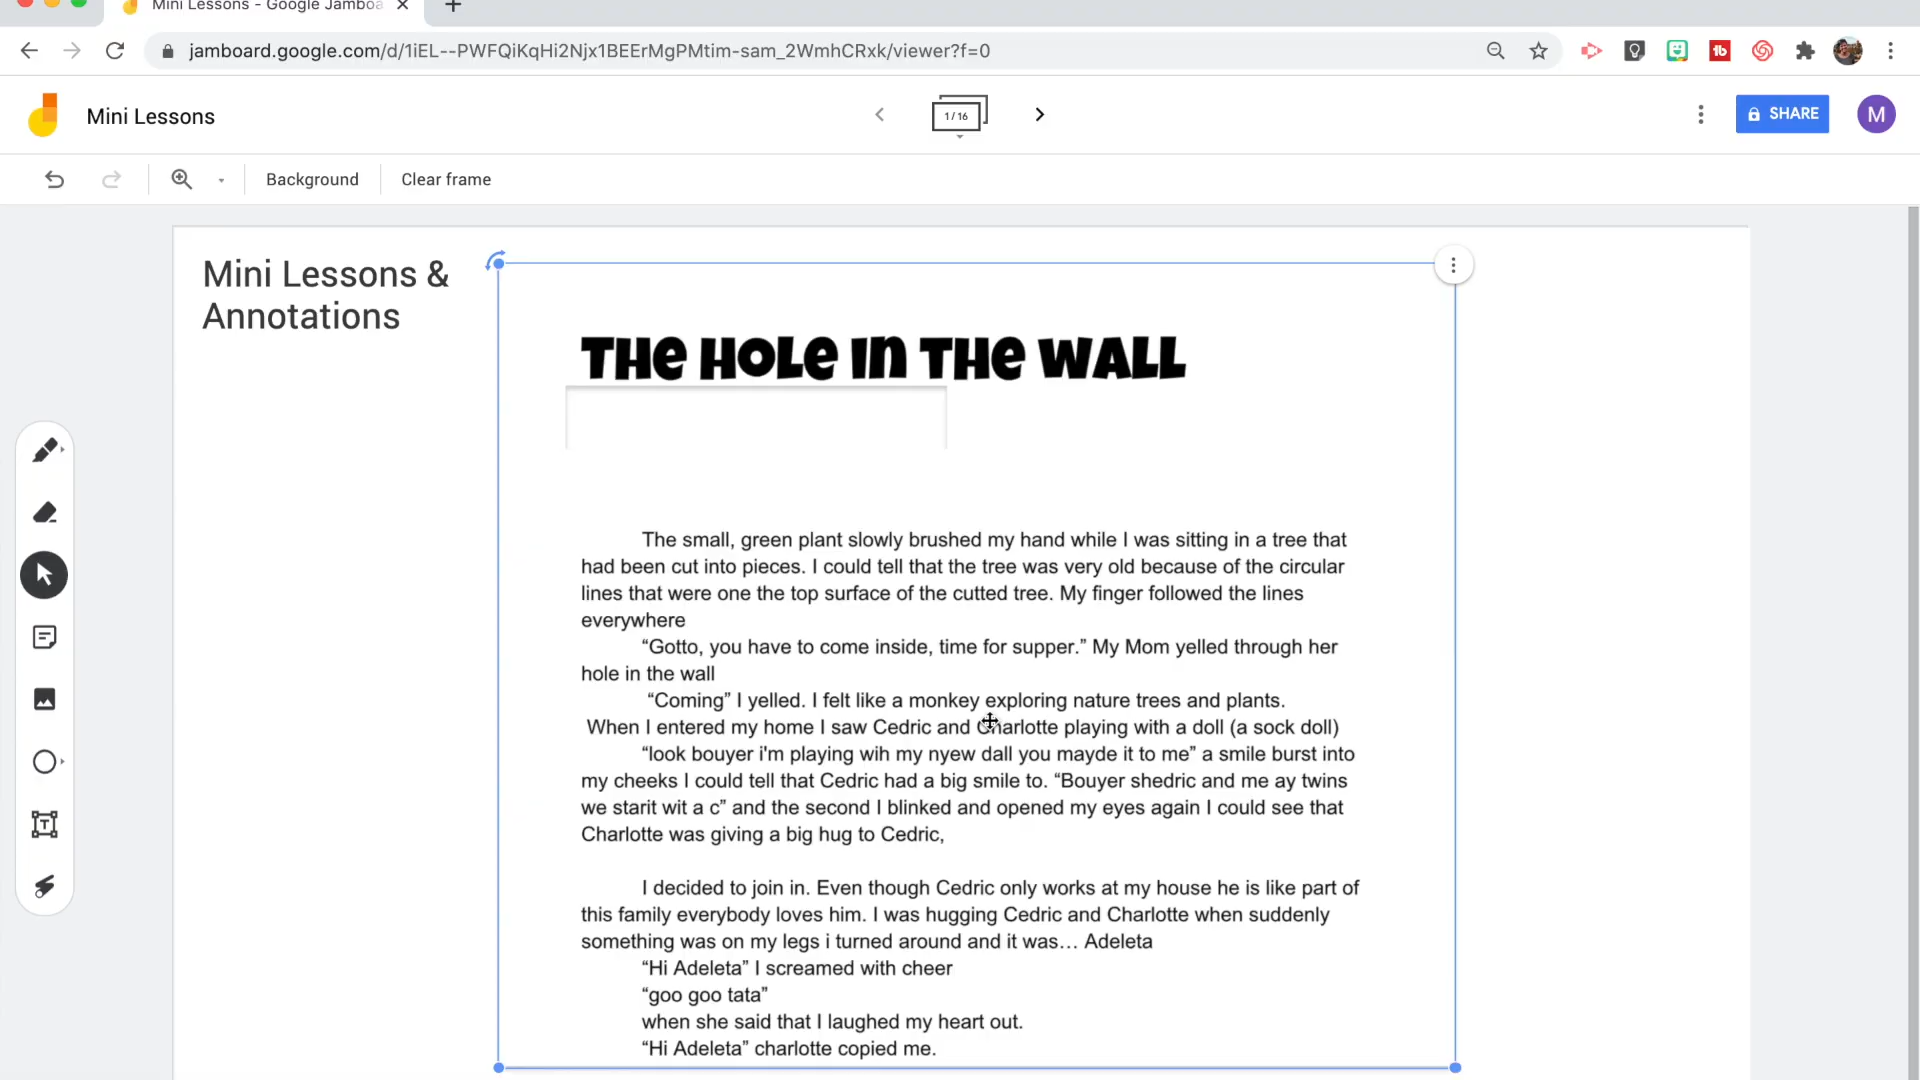 Mini Lessons - Google Jamboa
jamboard.google.com/d/1iEL--PWFQiKqHi2Njx1BEErMgPMtim-sam_2WmhCRxk/viewer?f=0
Mini Lessons
1 / 16
SHARE
M
Background
Clear frame
Mini Lessons &
Annotations
The Hole in The Wall
The small, green plant slowly brushed my hand while I was sitting in a tree that
had been cut into pieces. I could tell that the tree was very old because of the circular
lines that were one the top surface of the cutted tree. My finger followed the lines
everywhere
“Gotto, you have to come inside, time for supper.” My Mom yelled through her
hole in the wall
“Coming” I yelled. I felt like a monkey exploring nature trees and plants.
When I entered my home I saw Cedric and Charlotte playing with a doll (a sock doll)
“look bouyer i'm playing wih my nyew dall you mayde it to me” a smile burst into
my cheeks I could tell that Cedric had a big smile to. “Bouyer shedric and me ay twins
we starit wit a c” and the second I blinked and opened my eyes again I could see that
Charlotte was giving a big hug to Cedric,
I decided to join in. Even though Cedric only works at my house he is like part of
this family everybody loves him. I was hugging Cedric and Charlotte when suddenly
something was on my legs i turned around and it was… Adeleta
“Hi Adeleta” I screamed with cheer
“goo goo tata”
when she said that I laughed my heart out.
“Hi Adeleta” charlotte copied me.